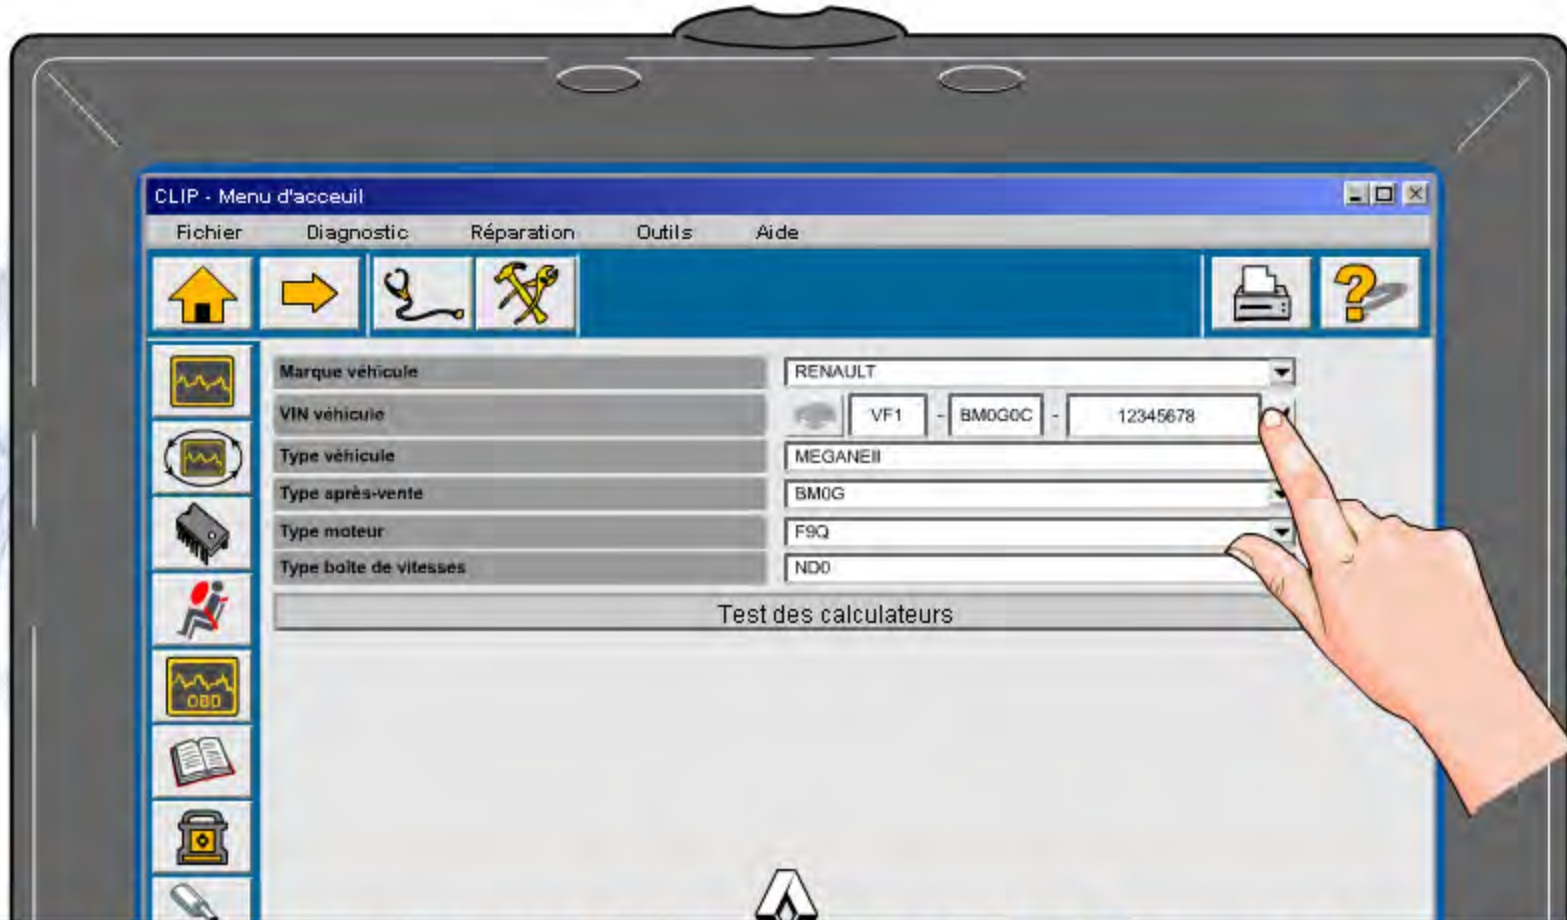 CLIP - Menu d'acceuil
Fichier Diagnostic Réparation Outils Aide
Marque véhicule RENAULT
VIN véhicule VF1 - BM0G0C - 12345678
Type véhicule MEGANEII
Type après-vente BM0G
Type moteur F9Q
Type boîte de vitesses ND0
Test des calculateurs
OBD